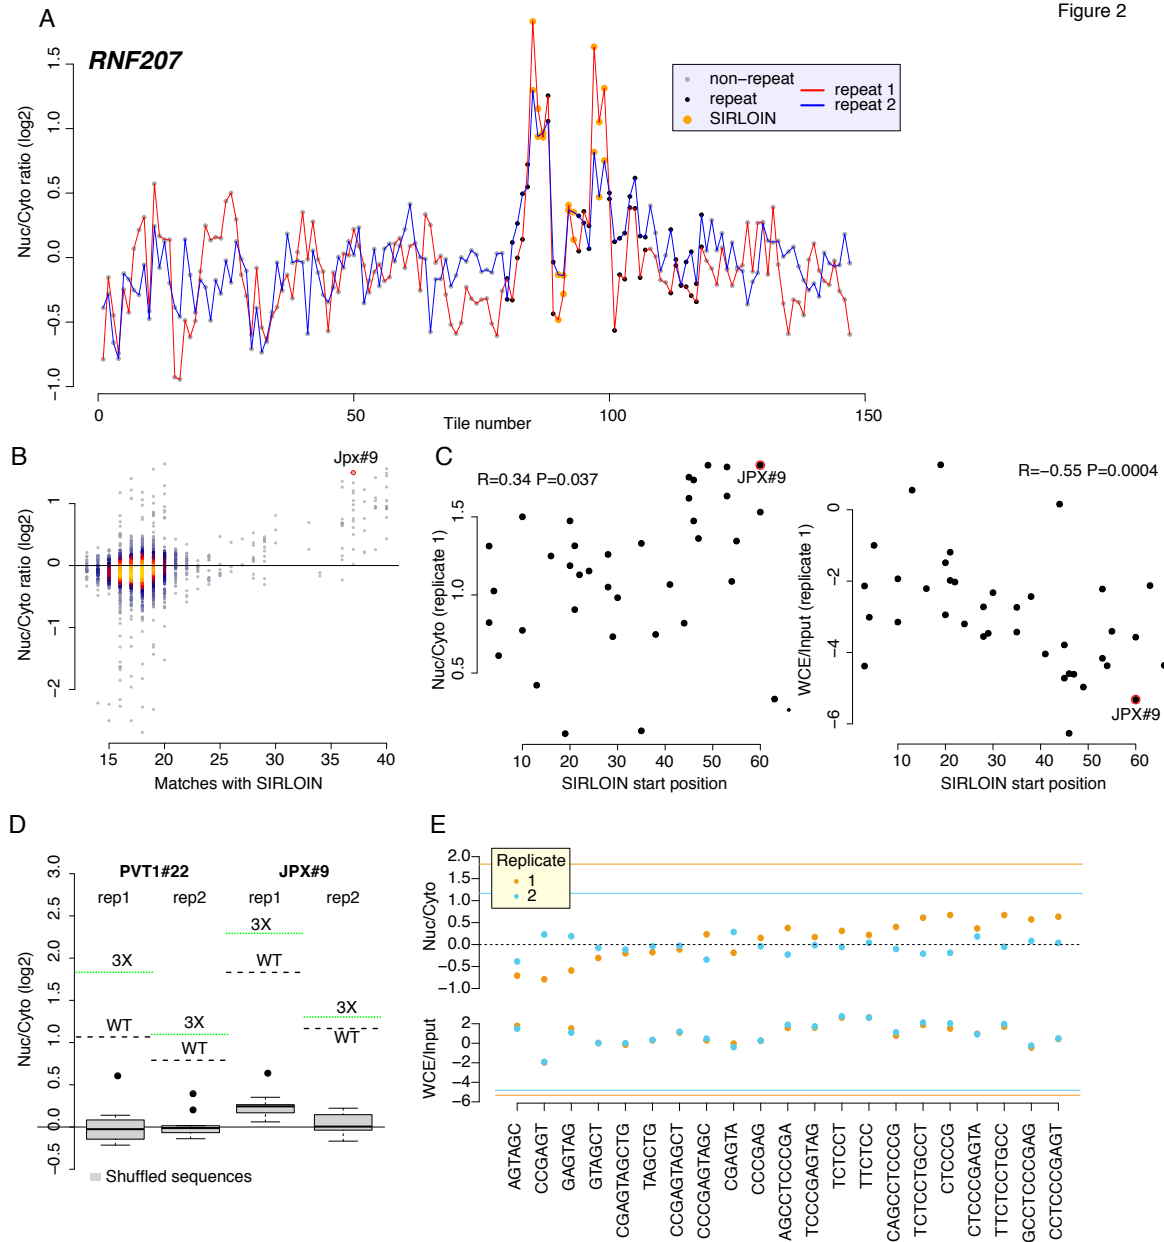 Figure 2
A
RNF207
non-repeat
repeat
SIRLOIN
repeat 1
repeat 2
Nuc/Cyto ratio (log2)
1.5
1.0
0.5
0.0
−0.5
−1.0
0
50
100
150
Tile number
B
Jpx#9
Nuc/Cyto ratio (log2)
1
0
−1
−2
15
20
25
30
35
40
Matches with SIRLOIN
C
R=0.34 P=0.037
JPX#9
Nuc/Cyto (replicate 1)
1.5
1.0
0.5
10
20
30
40
50
60
SIRLOIN start position
R=−0.55 P=0.0004
WCE/Input (replicate 1)
0
−2
−4
−6
JPX#9
10
20
30
40
50
60
SIRLOIN start position
D
PVT1#22
JPX#9
rep1
rep2
rep1
rep2
Nuc/Cyto (log2)
3.0
2.5
2.0
1.5
1.0
0.5
0.0
−0.5
3X
WT
3X
WT
3X
WT
3X
WT
Shuffled sequences
E
Replicate
1
2
Nuc/Cyto
2.0
1.5
1.0
0.5
0.0
−0.5
−1.0
WCE/Input
2
0
−2
−4
−6
AGTAGC
CCGAGT
GAGTAG
GTAGCT
CGAGTAGCTG
TAGCTG
CCGAGTAGCT
CCCGAGTAGC
CGAGTA
CCCGAG
AGCCTCCCGA
TCCCGAGTAG
TCTCCT
TTCTCC
CAGCCTCCCG
TCTCCTGCCT
CTCCCG
CTCCCGAGTA
TTCTCCTGCC
GCCTCCCGAG
CCTCCCGAGT